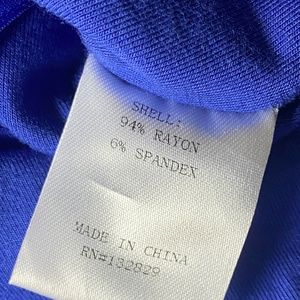 SHELL:
94% RAYON
6% SPANDEX
MADE IN CHINA
RN#132829